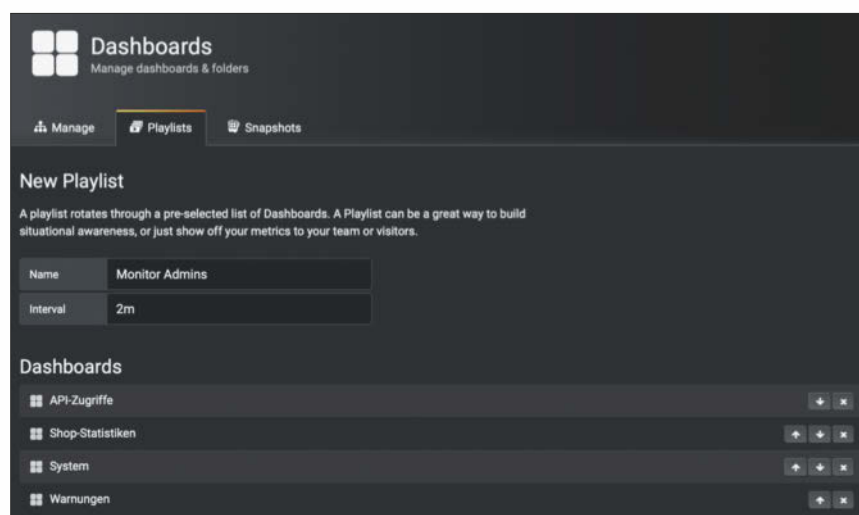 Dashboards
Manage dashboards & folders
Manage
Playlists
Snapshots
New Playlist
A playlist rotates through a pre-selected list of Dashboards. A Playlist can be a great way to build
situational awareness, or just show off your metrics to your team or visitors.
Name Monitor Admins
Interval 2m
Dashboards
API-Zugriffe
Shop-Statistiken
System
Warnungen